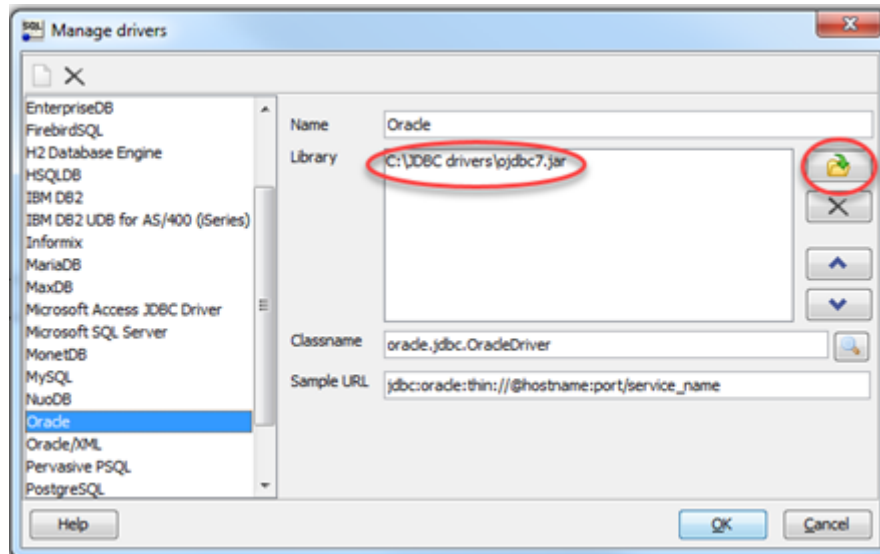 SQL Manage drivers
EnterpriseDB
FirebirdSQL
H2 Database Engine
HSQLDB
IBM DB2
IBM DB2 UDB for AS/400 (iSeries)
Informix
MariaDB
MaxDB
Microsoft Access JDBC Driver
Microsoft SQL Server
MonetDB
MySQL
NuoDB
Oracle
Oracle/XML
Pervasive PSQL
PostgreSQL
Name Oracle
Library C:\JDBC drivers\ojdbc7.jar
Classname oracle.jdbc.OracleDriver
Sample URL jdbc:oracle:thin://@hostname:port/service_name
Help OK Cancel